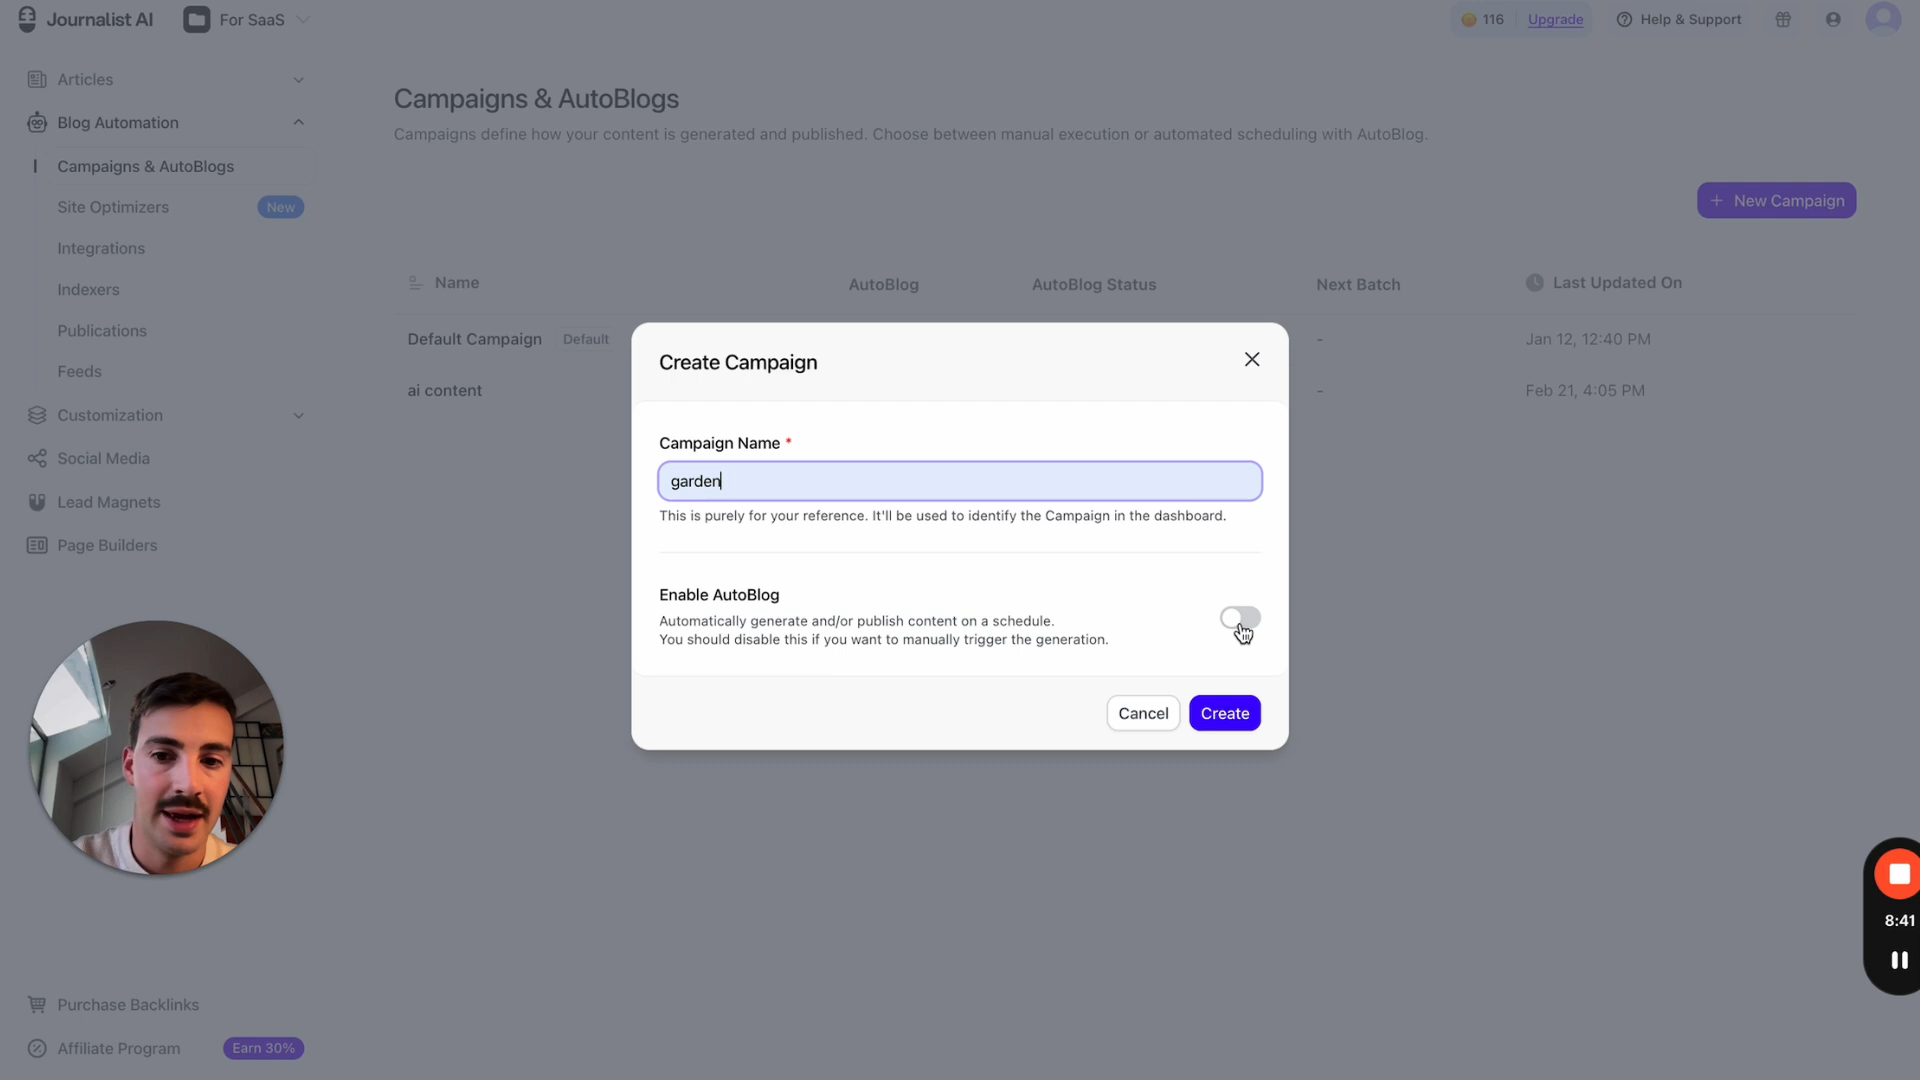 Journalist AI
For SaaS
116
Upgrade
Help & Support
Articles
Blog Automation
Campaigns & AutoBlogs
Site Optimizers
New
Integrations
Indexers
Publications
Feeds
Customization
Social Media
Lead Magnets
Page Builders
Purchase Backlinks
Affiliate Program
Earn 30%
Campaigns & AutoBlogs
Campaigns define how your content is generated and published. Choose between manual execution or automated scheduling with AutoBlog.
+ New Campaign
Name
AutoBlog
AutoBlog Status
Next Batch
Last Updated On
Default Campaign
Default
-
Jan 12, 12:40 PM
ai content
-
Feb 21, 4:05 PM
Create Campaign
Campaign Name *
garden
This is purely for your reference. It'll be used to identify the Campaign in the dashboard.
Enable AutoBlog
Automatically generate and/or publish content on a schedule.
You should disable this if you want to manually trigger the generation.
Cancel
Create
8:41